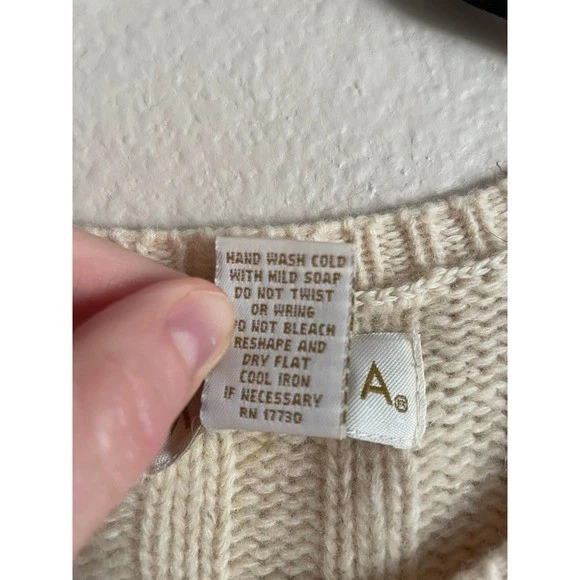 HAND WASH COLD
WITH MILD SOAP
DO NOT TWIST
OR WRING
DO NOT BLEACH
RESHAPE AND
DRY FLAT
COOL IRON
IF NECESSARY
RN 17730
A®